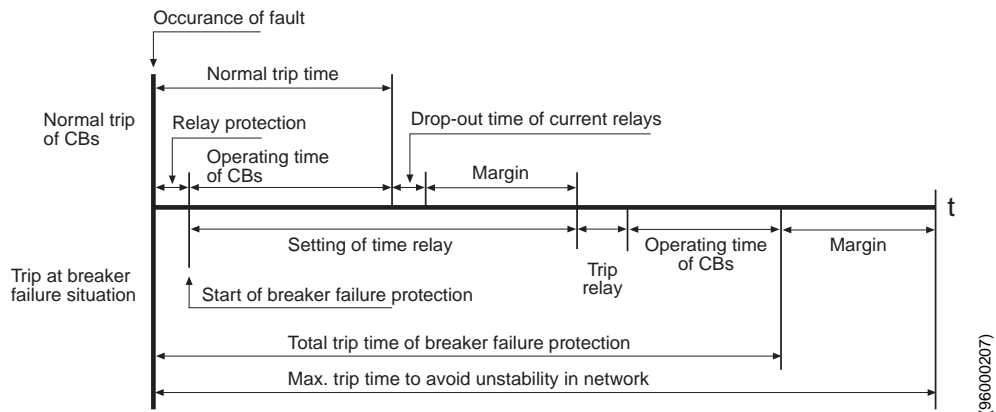 Occurance of fault
Normal trip time
Normal trip
of CBs
Relay protection
Drop-out time of current relays
Operating time
of CBs
Margin
t
Setting of time relay
Operating time
of CBs
Margin
Trip
relay
Trip at breaker
failure situation
Start of breaker failure protection
Total trip time of breaker failure protection
Max. trip time to avoid unstability in network